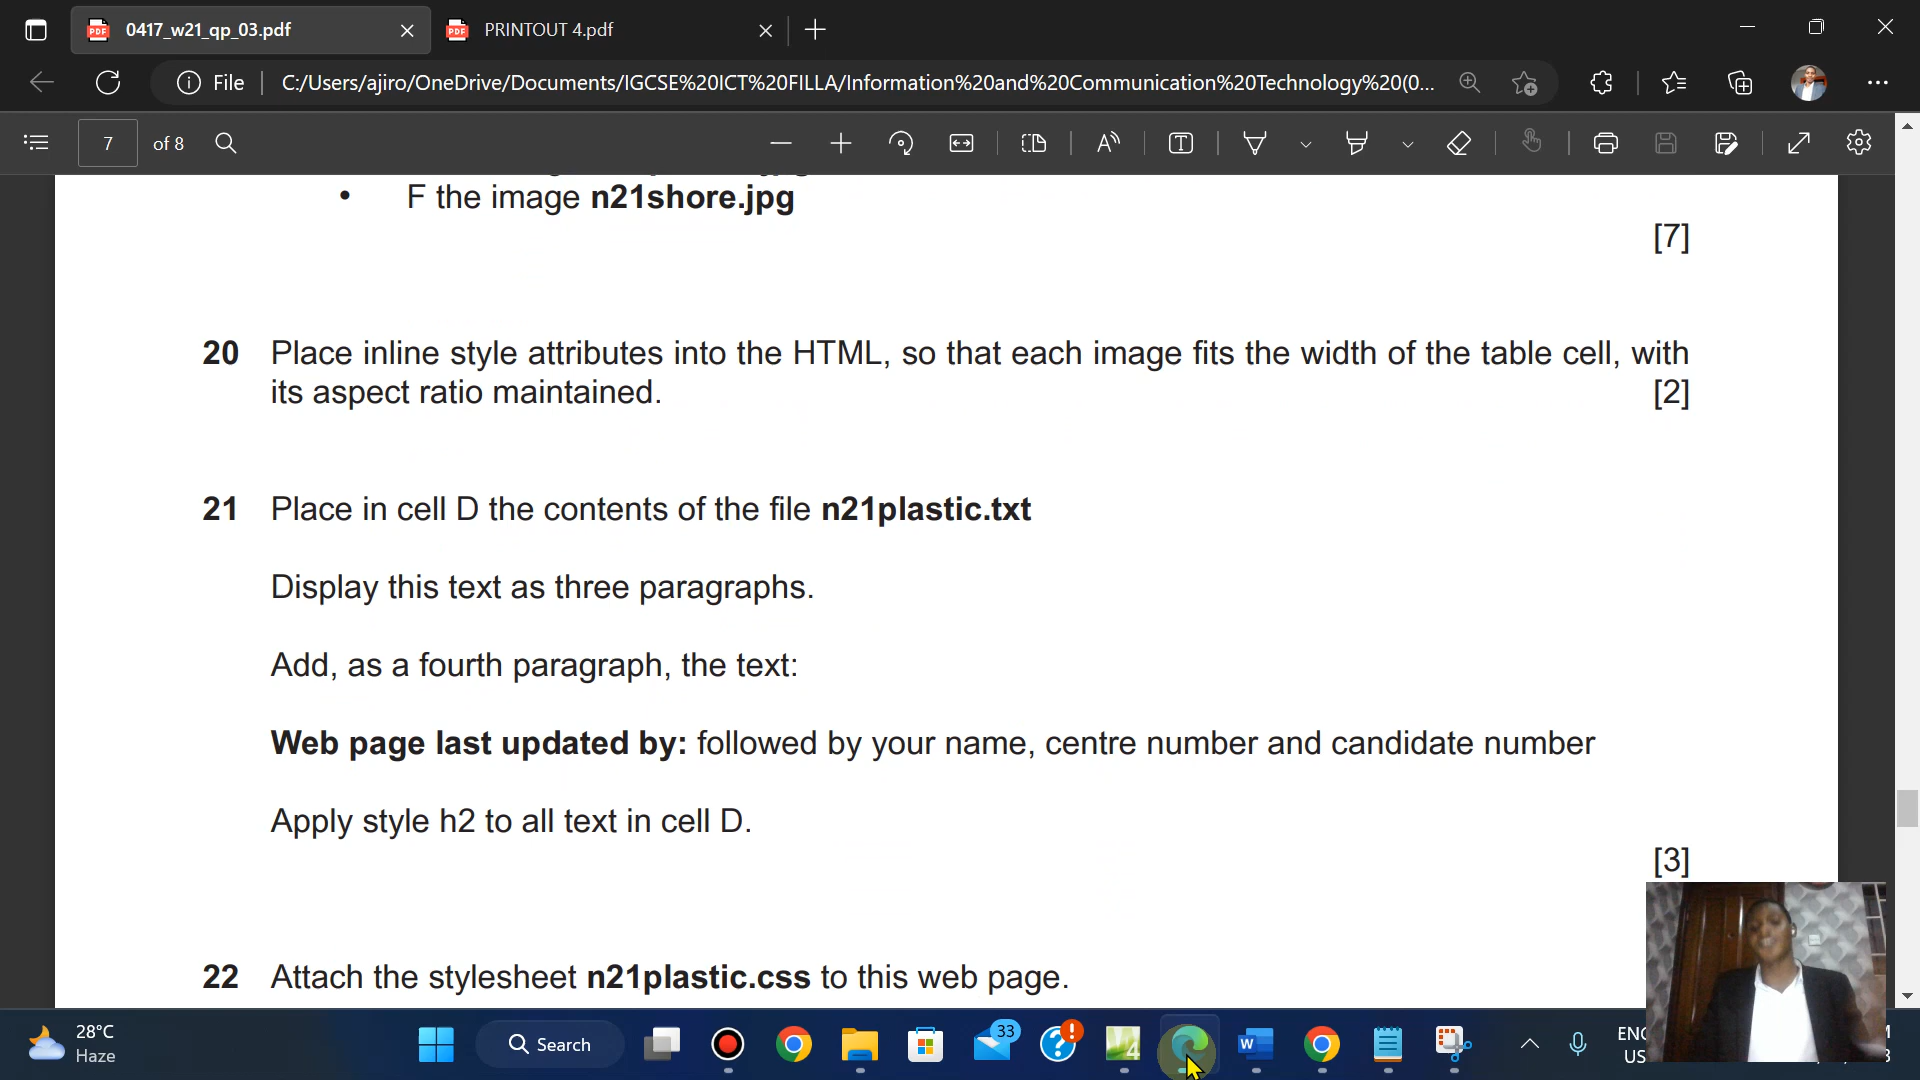 0417_w21_qp_03.pdf
PRINTOUT 4.pdf
File
C:/Users/ajiro/OneDrive/Documents/IGCSE%20ICT%20FILLA/Information%20and%20Communication%20Technology%20(0...
7 of 8
• F the image n21shore.jpg
[7]
20 Place inline style attributes into the HTML, so that each image fits the width of the table cell, with
its aspect ratio maintained. [2]
21 Place in cell D the contents of the file n21plastic.txt
Display this text as three paragraphs.
Add, as a fourth paragraph, the text:
Web page last updated by: followed by your name, centre number and candidate number
Apply style h2 to all text in cell D.
[3]
22 Attach the stylesheet n21plastic.css to this web page.
28°C
Haze
Search
33
4
US